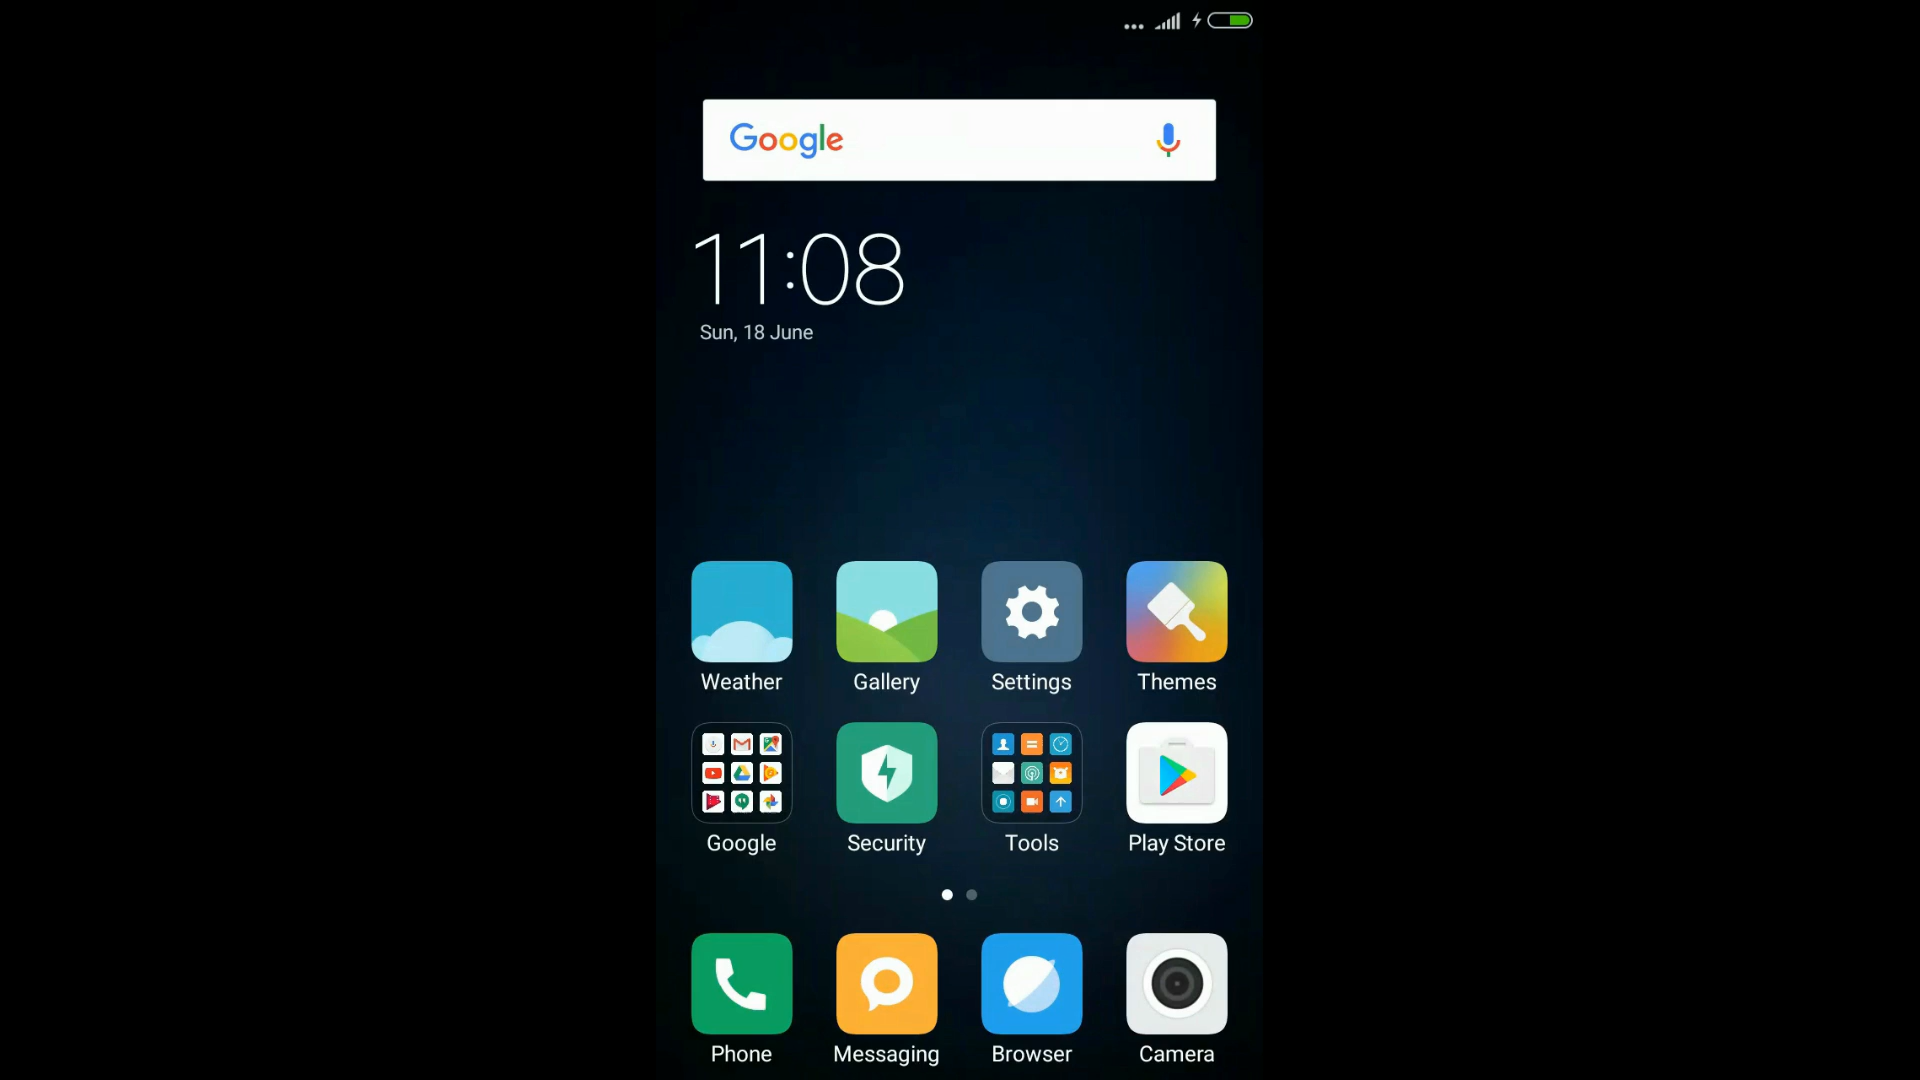 Google
11:08
Sun, 18 June
Weather
Gallery
Settings
Themes
Google
Security
Tools
Play Store
Phone
Messaging
Browser
Camera